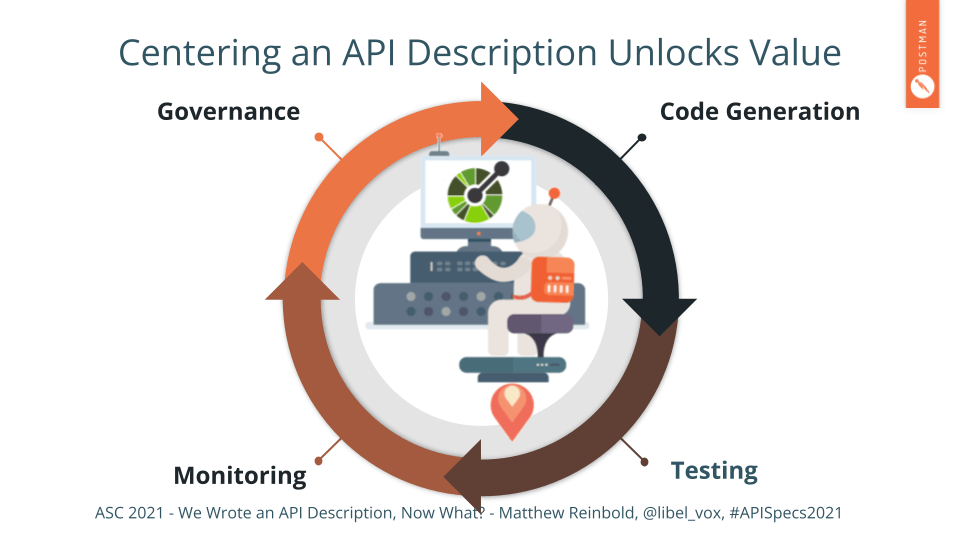 Centering an API Description Unlocks Value
POSTMAN
Governance
Code Generation
Monitoring
Testing
ASC 2021 - We Wrote an API Description, Now What? - Matthew Reinbold, @libel_vox, #APISpecs2021